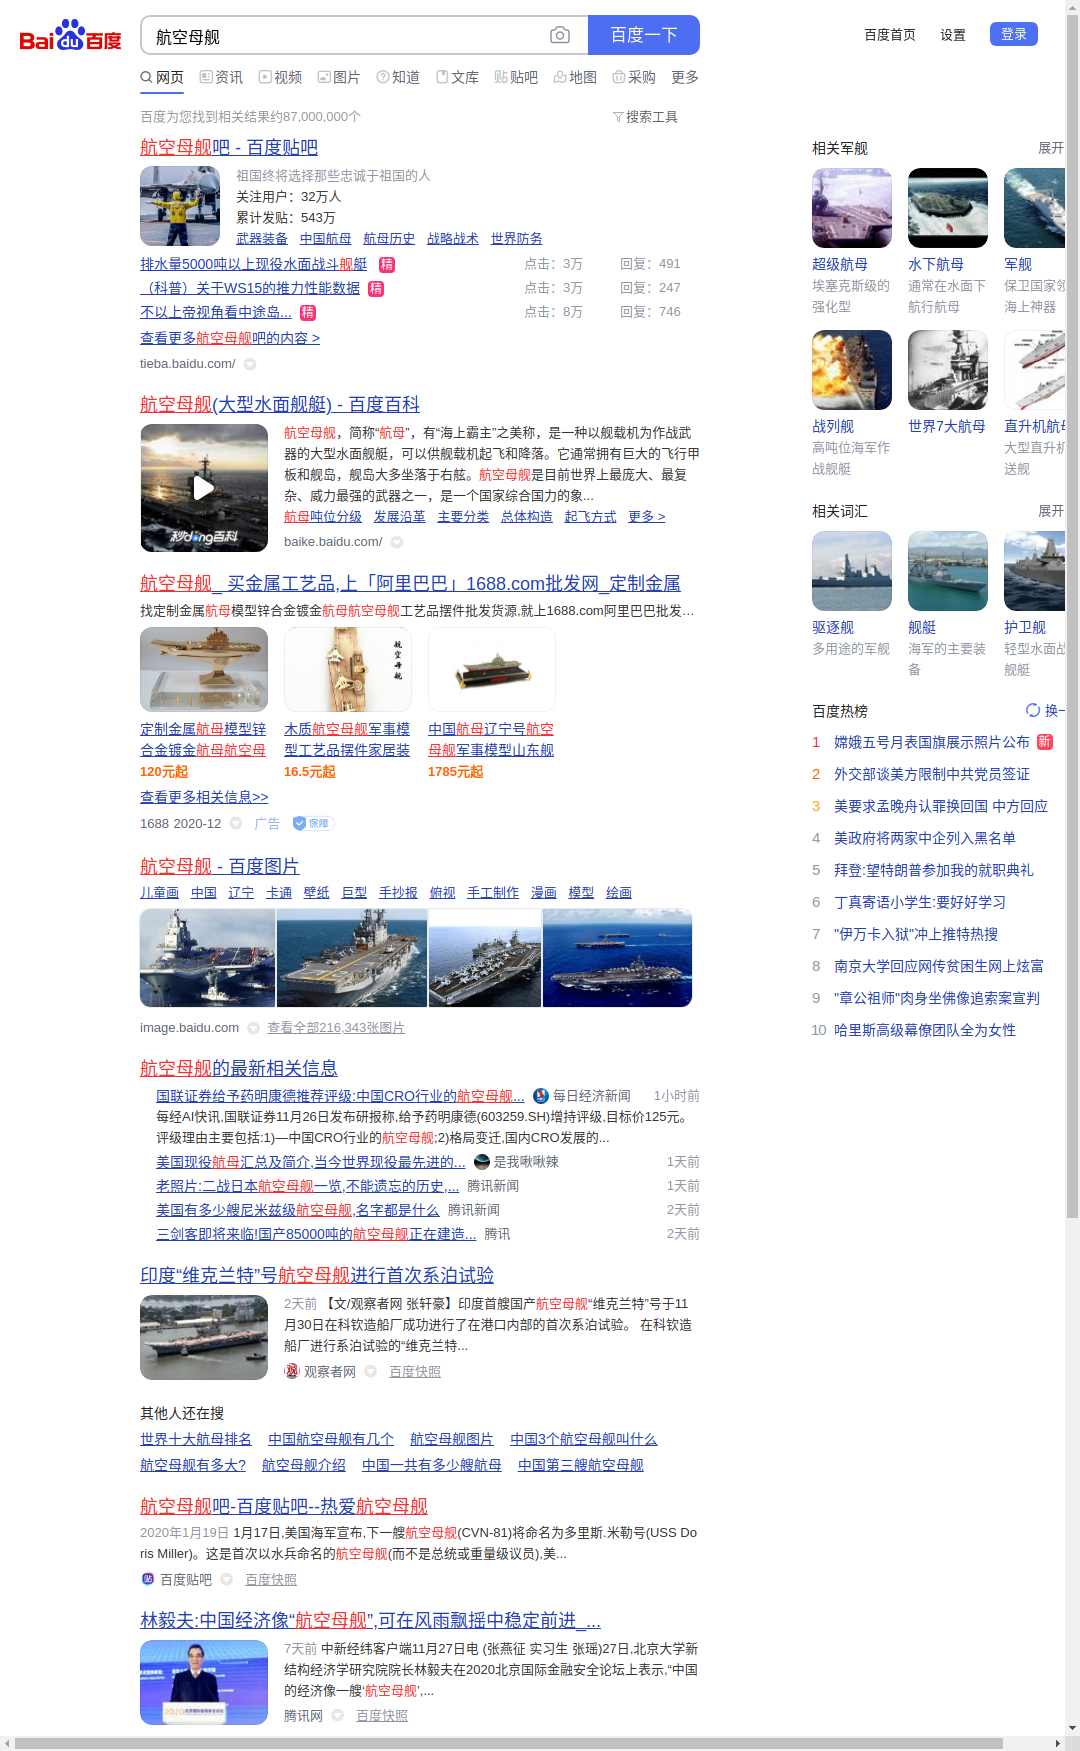 Bai du 百度
航空母舰
百度一下
百度首页 设置 登录
网页 资讯 视频 图片 知道 文库 贴吧 地图 采购 更多
百度为您找到相关结果约87,000,000个
搜索工具
航空母舰吧 - 百度贴吧
祖国终将选择那些忠诚于祖国的人
关注用户：32万人
累计发贴：543万
武器装备 中国航母 航母历史 战略战术 世界防务
排水量5000吨以上现役水面战斗舰艇 精 点击：3万 回复：491
（科普）关于WS15的推力性能数据 精 点击：3万 回复：247
不以上帝视角看中途岛... 精 点击：8万 回复：746
查看更多航空母舰吧的内容 >
tieba.baidu.com/
航空母舰(大型水面舰艇) - 百度百科
航空母舰，简称“航母”，有“海上霸主”之美称，是一种以舰载机为作战武
器的大型水面舰艇，可以供舰载机起飞和降落。它通常拥有巨大的飞行甲
板和舰岛，舰岛大多坐落于右舷。航空母舰是目前世界上最庞大、最复
杂、威力最强的武器之一，是一个国家综合国力的象...
航母吨位分级 发展沿革 主要分类 总体构造 起飞方式 更多 >
秒dong百科
baike.baidu.com/
航空母舰_ 买金属工艺品,上「阿里巴巴」1688.com批发网_定制金属
找定制金属航母模型锌合金镀金航母航空母舰工艺品摆件批发货源,就上1688.com阿里巴巴批发...
航空母舰
定制金属航母模型锌
合金镀金航母航空母
120元起
木质航空母舰军事模
型工艺品摆件家居装
16.5元起
中国航母辽宁号航空
母舰军事模型山东舰
1785元起
查看更多相关信息>>
1688 2020-12 广告 保障
航空母舰 - 百度图片
儿童画 中国 辽宁 卡通 壁纸 巨型 手抄报 俯视 手工制作 漫画 模型 绘画
image.baidu.com 查看全部216,343张图片
航空母舰的最新相关信息
国联证券给予药明康德推荐评级:中国CRO行业的航空母舰... 每日经济新闻 1小时前
每经AI快讯,国联证券11月26日发布研报称,给予药明康德(603259.SH)增持评级,目标价125元。
评级理由主要包括:1)—中国CRO行业的航空母舰;2)格局变迁,国内CRO发展的...
美国现役航母汇总及简介,当今世界现役最先进的... 是我啾啾辣 1天前
老照片:二战日本航空母舰一览,不能遗忘的历史,... 腾讯新闻 1天前
美国有多少艘尼米兹级航空母舰,名字都是什么 腾讯新闻 2天前
三剑客即将来临!国产85000吨的航空母舰正在建造... 腾讯 2天前
印度“维克兰特”号航空母舰进行首次系泊试验
2天前 【文/观察者网 张轩豪】印度首艘国产航空母舰“维克兰特”号于11
月30日在科钦造船厂成功进行了在港口内部的首次系泊试验。 在科钦造
船厂进行系泊试验的“维克兰特...
观察者网 百度快照
其他人还在搜
世界十大航母排名 中国航空母舰有几个 航空母舰图片 中国3个航空母舰叫什么
航空母舰有多大? 航空母舰介绍 中国一共有多少艘航母 中国第三艘航空母舰
航空母舰吧-百度贴吧--热爱航空母舰
2020年1月19日 1月17日,美国海军宣布,下一艘航空母舰(CVN-81)将命名为多里斯.米勒号(USS Do
ris Miller)。这是首次以水兵命名的航空母舰(而不是总统或重量级议员),美...
百度贴吧 百度快照
林毅夫:中国经济像“航空母舰”,可在风雨飘摇中稳定前进_...
7天前 中新经纬客户端11月27日电 (张燕征 实习生 张瑶)27日,北京大学新
结构经济学研究院院长林毅夫在2020北京国际金融安全论坛上表示,“中国
的经济像一艘‘航空母舰’,...
腾讯网 百度快照
相关军舰 展开
超级航母 水下航母 军舰
埃塞克斯级的 通常在水面下 保卫国家领
强化型 航行航母 海上神器
战列舰 世界7大航母 直升机航母
高吨位海军作 大型直升机
战舰艇 送舰
相关词汇 展开
驱逐舰 舰艇 护卫舰
多用途的军舰 海军的主要装 轻型水面战
备 舰艇
百度热榜 换一
1 嫦娥五号月表国旗展示照片公布 新
2 外交部谈美方限制中共党员签证
3 美要求孟晚舟认罪换回国 中方回应
4 美政府将两家中企列入黑名单
5 拜登:望特朗普参加我的就职典礼
6 丁真寄语小学生:要好好学习
7 "伊万卡入狱"冲上推特热搜
8 南京大学回应网传贫困生网上炫富
9 "章公祖师"肉身坐佛像追索案宣判
10 哈里斯高级幕僚团队全为女性